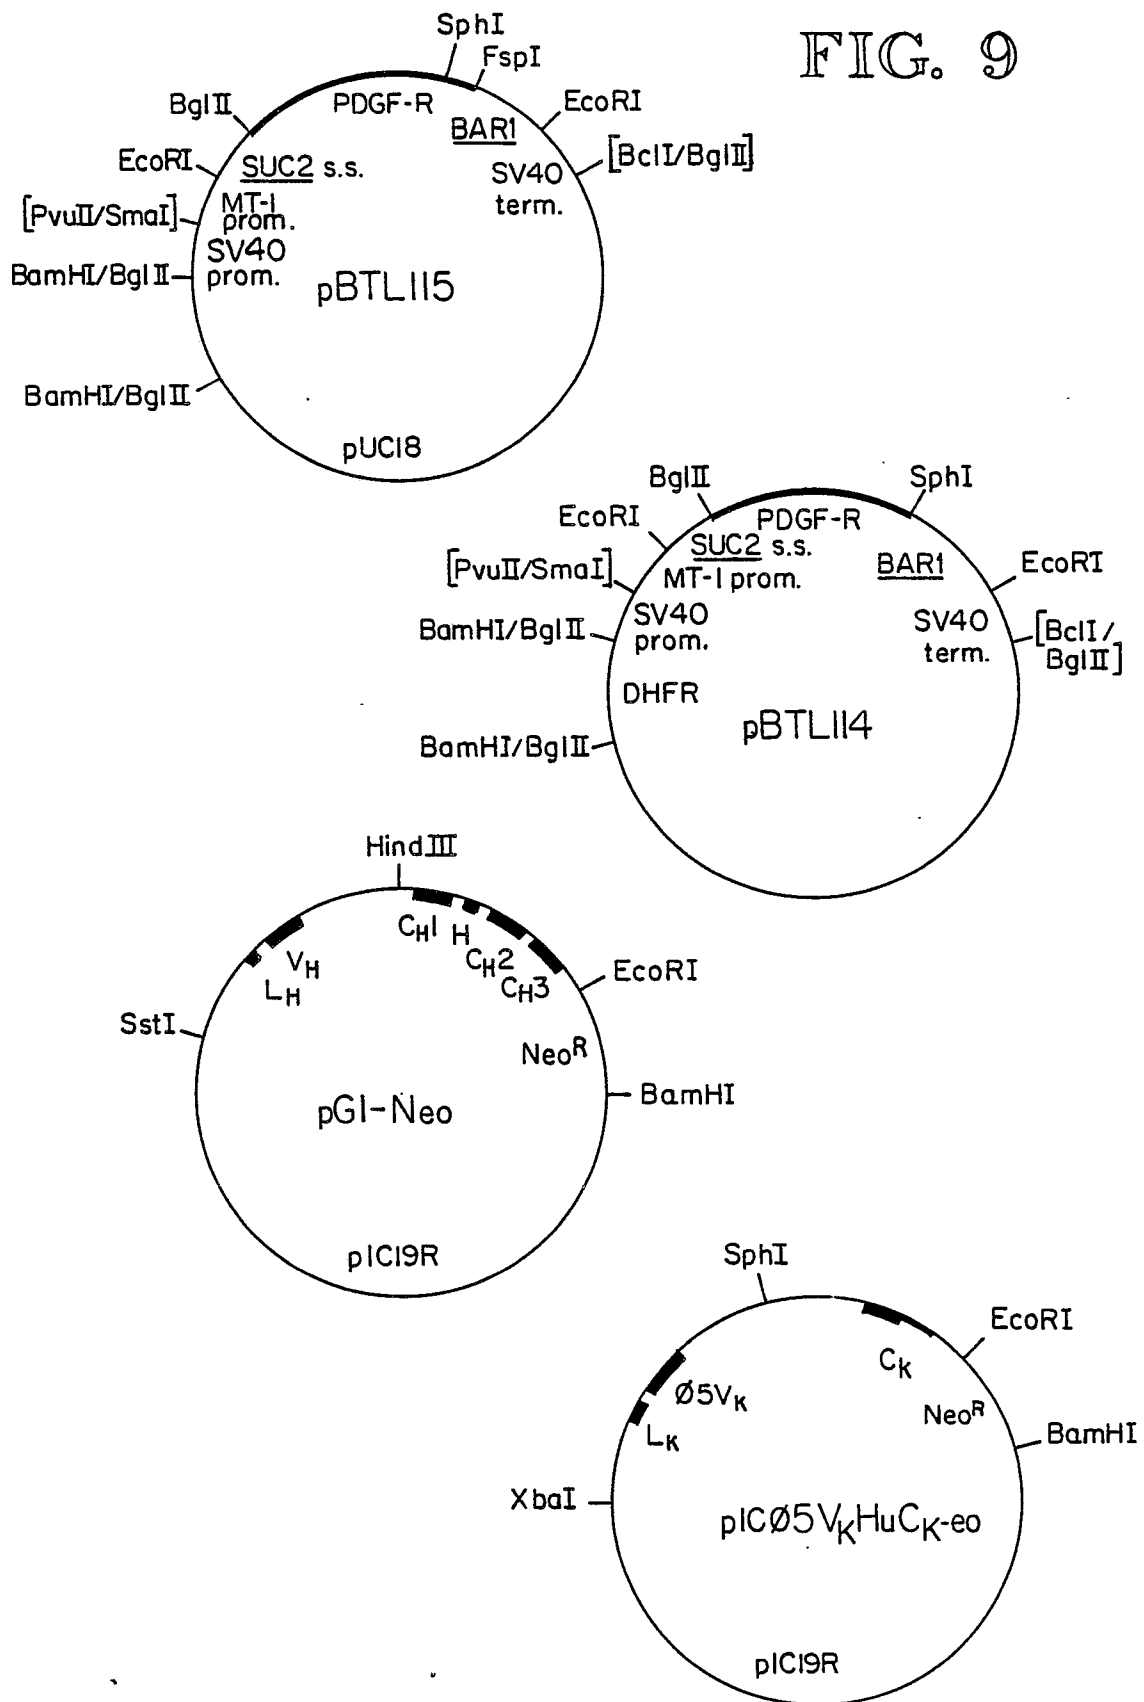 FIG. 9
SphI
FspI
BglII
PDGF-R
EcoRI
BAR1
EcoRI
SUC2 s.s.
SV40
term.
[BclI/BglII]
[PvuII/SmaI]
MT-I
prom.
BamHI/BglII
SV40
prom.
pBTL115
BamHI/BglII
pUC18
BglII
SphI
EcoRI
PDGF-R
SUC2 s.s.
BAR1
EcoRI
[PvuII/SmaI]
MT-I prom.
BamHI/BglII
SV40
prom.
SV40
term.
[BclI/
BglII]
DHFR
pBTL114
BamHI/BglII
HindIII
CH1
H
CH2
CH3
VH
LH
EcoRI
SstI
NeoR
BamHI
pG1-Neo
pIC19R
SphI
EcoRI
CK
Ø5VK
LK
NeoR
BamHI
XbaI
pICØ5VKHuCK-eo
pIC19R